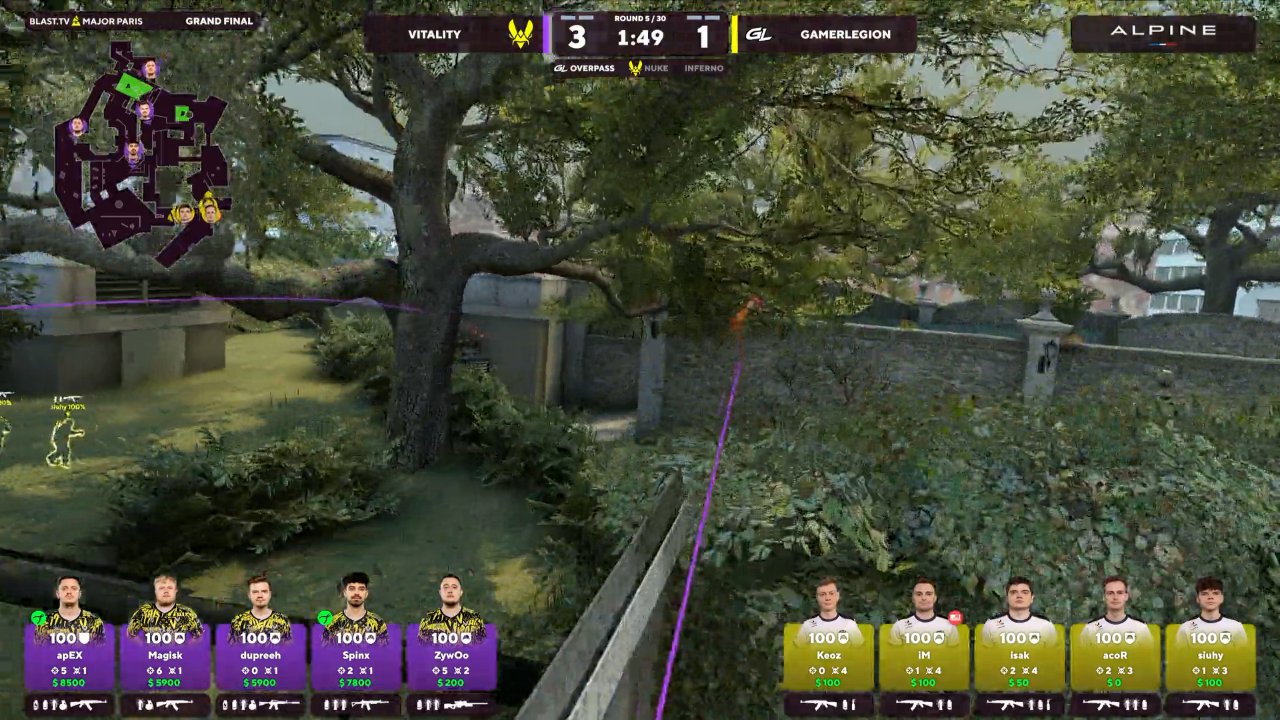 BLAST.TV MAJOR PARIS GRAND FINAL
VITALITY 3 ROUND 5 / 30 1 GL GAMERLEGION
1:49
GL OVERPASS NUKE INFERNO
ALPINE
siuhy 100%
100 100 100 100 100 100 100 100 100 100
apEX Magisk dupreeh Spinx ZywOo Keoz iM isak acoR siuhy
5 1 6 1 0 1 2 1 5 2 0 4 1 4 2 4 2 3 1 3
$8500 $5900 $5900 $7800 $200 $100 $100 $50 $0 $100